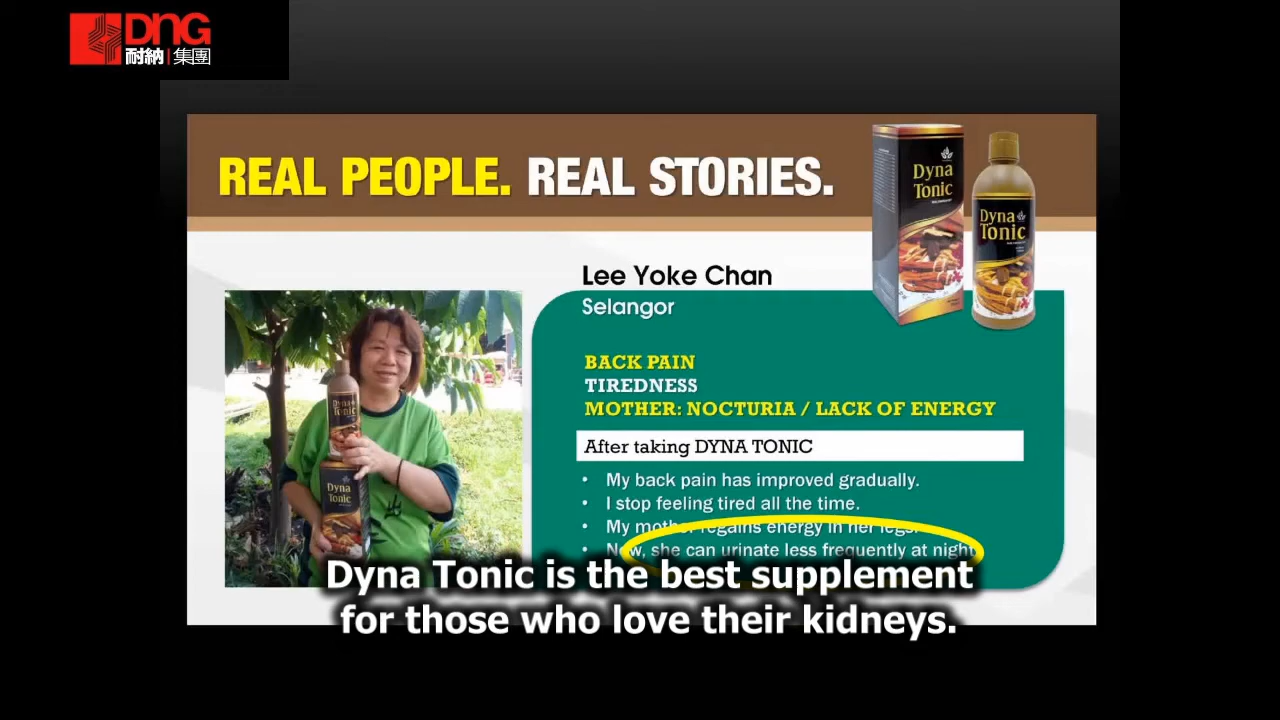 DNG
耐納|集團
REAL PEOPLE. REAL STORIES.
Dyna
Tonic
Dyna
Tonic
Lee Yoke Chan
Selangor
BACK PAIN
TIREDNESS
MOTHER: NOCTURIA / LACK OF ENERGY
After taking DYNA TONIC
• My back pain has improved gradually.
• I stop feeling tired all the time.
• My mother regains energy in her legs.
• Now, she can urinate less frequently at night
Dyna
Tonic
Dyna
Tonic
Dyna Tonic is the best supplement
for those who love their kidneys.